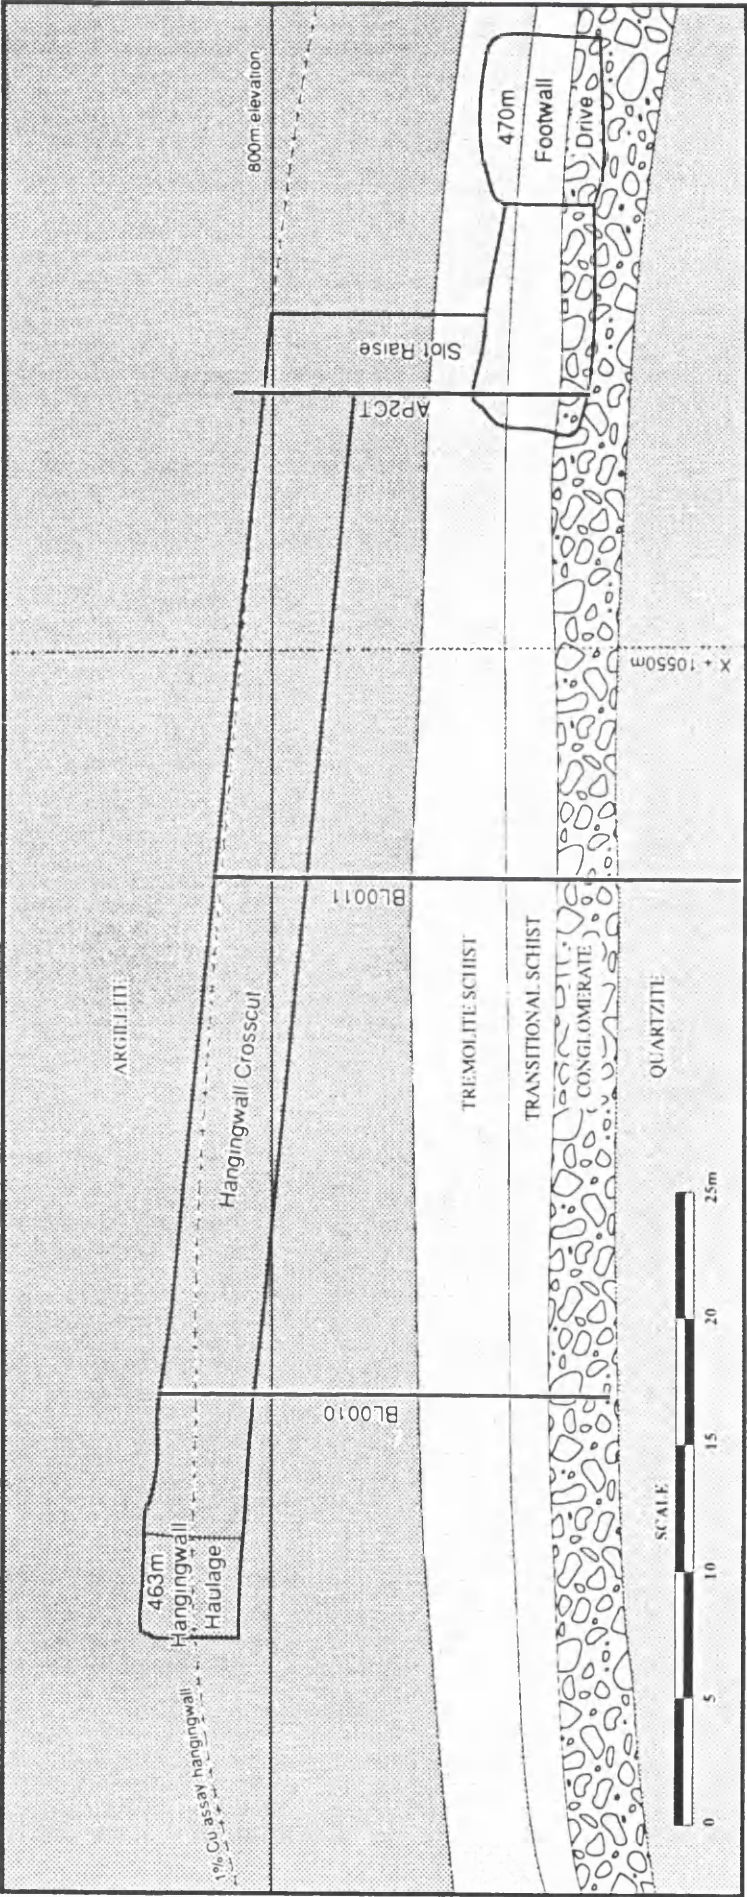 800m elevation
470m
Footwall
Drive
Slot Raise
AP2CT
X + 10550m
BL0011
ARGILLITE
Hangingwall Crosscut
TREMOLITE SCHIST
TRANSITIONAL SCHIST
CONGLOMERATE
QUARTZITE
BL0010
463m
Hangingwall
Haulage
1% Cu assay hangingwall
SCALE
0 5 10 15 20 25m